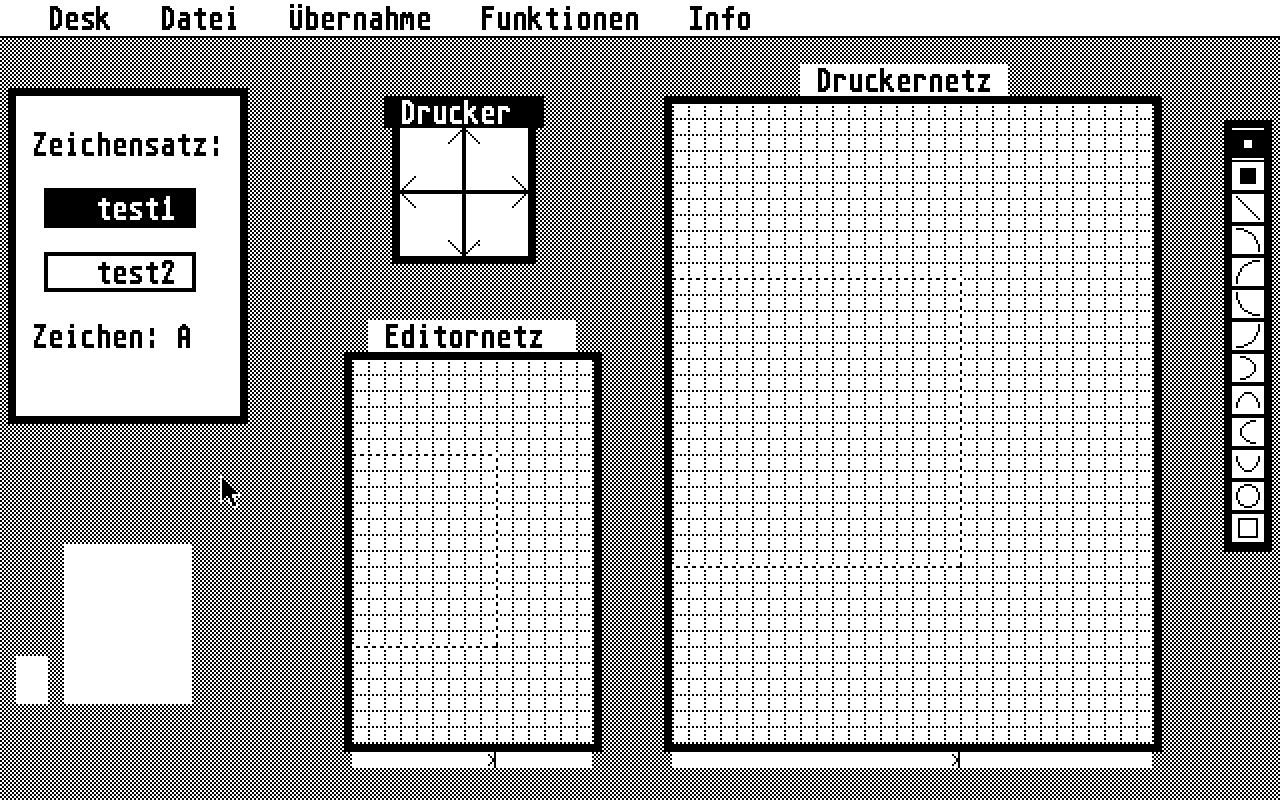 Desk Datei Übernahme Funktionen Info
Druckernetz
Drucker
Zeichensatz:
test1
test2
Zeichen: A
Editornetz